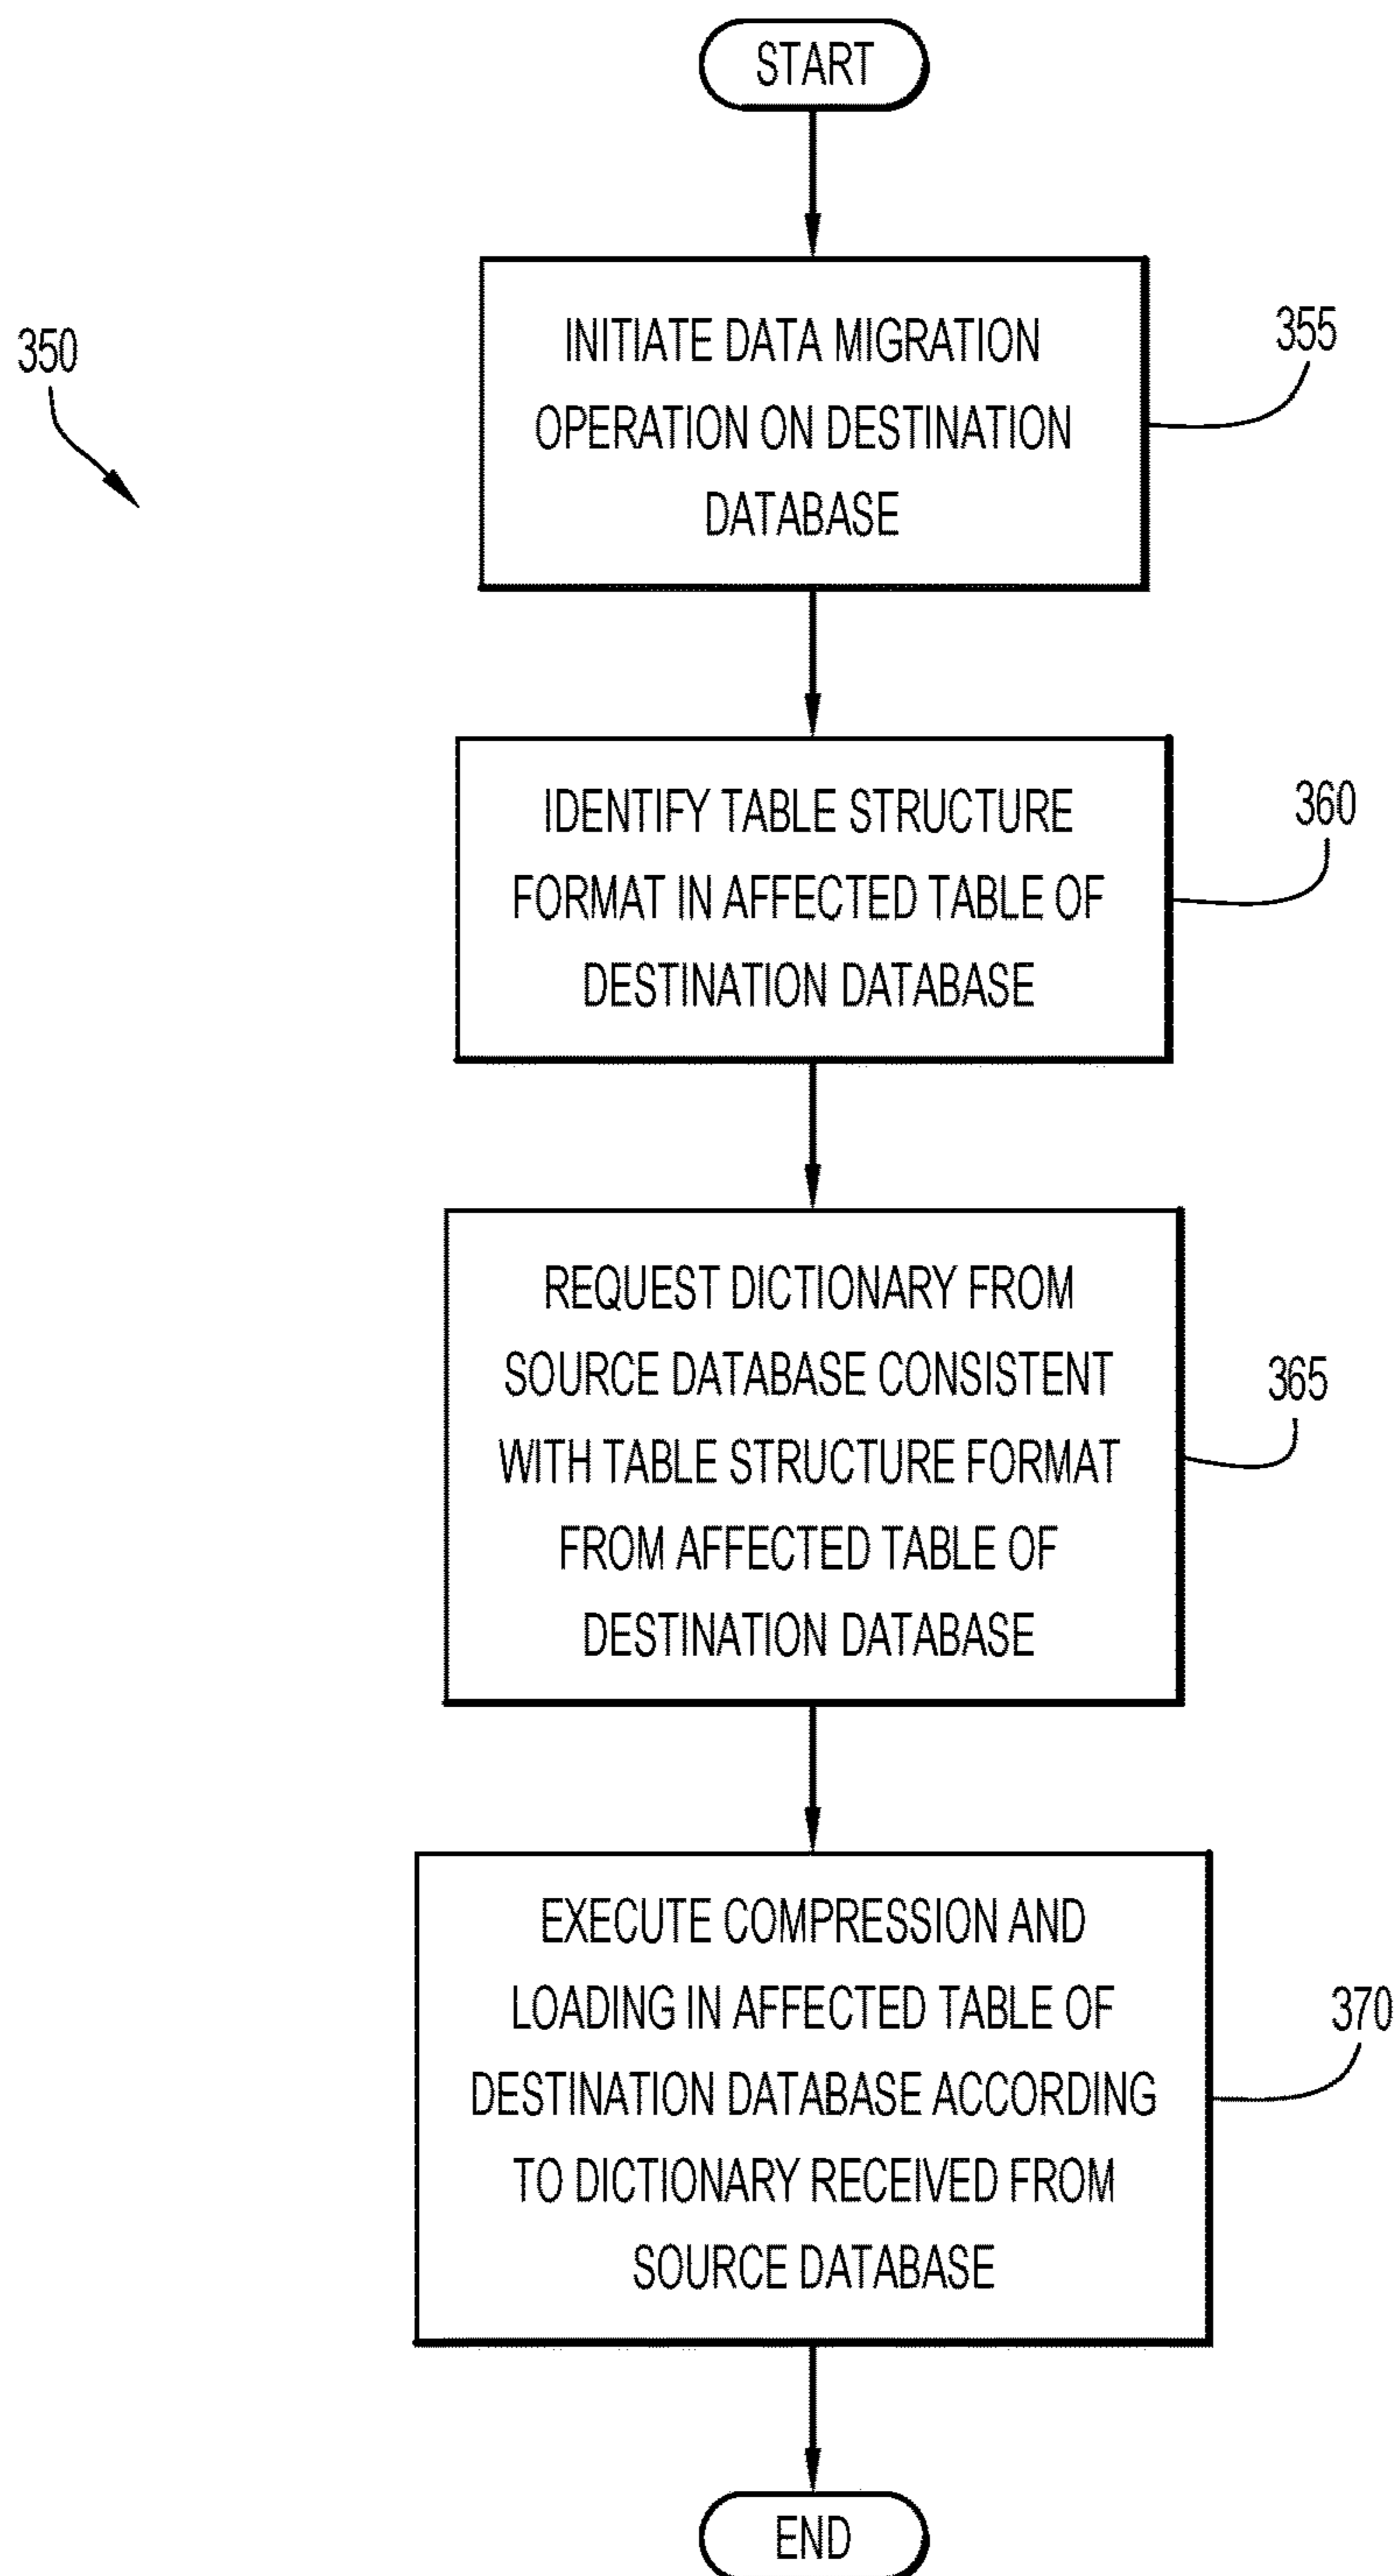 START
350
INITIATE DATA MIGRATION
OPERATION ON DESTINATION
DATABASE
355
IDENTIFY TABLE STRUCTURE
FORMAT IN AFFECTED TABLE OF
DESTINATION DATABASE
360
REQUEST DICTIONARY FROM
SOURCE DATABASE CONSISTENT
WITH TABLE STRUCTURE FORMAT
FROM AFFECTED TABLE OF
DESTINATION DATABASE
365
EXECUTE COMPRESSION AND
LOADING IN AFFECTED TABLE OF
DESTINATION DATABASE ACCORDING
TO DICTIONARY RECEIVED FROM
SOURCE DATABASE
370
END